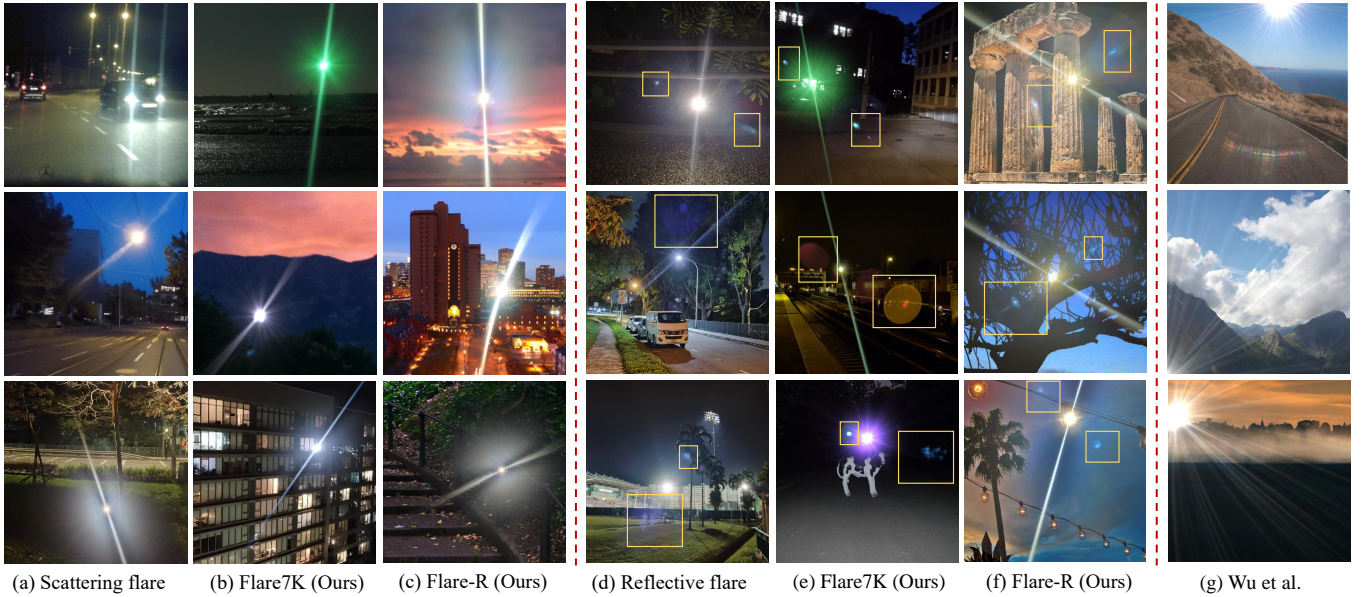 (a) Scattering flare
(b) Flare7K (Ours)
(c) Flare-R (Ours)
(d) Reflective flare
(e) Flare7K (Ours)
(f) Flare-R (Ours)
(g) Wu et al.